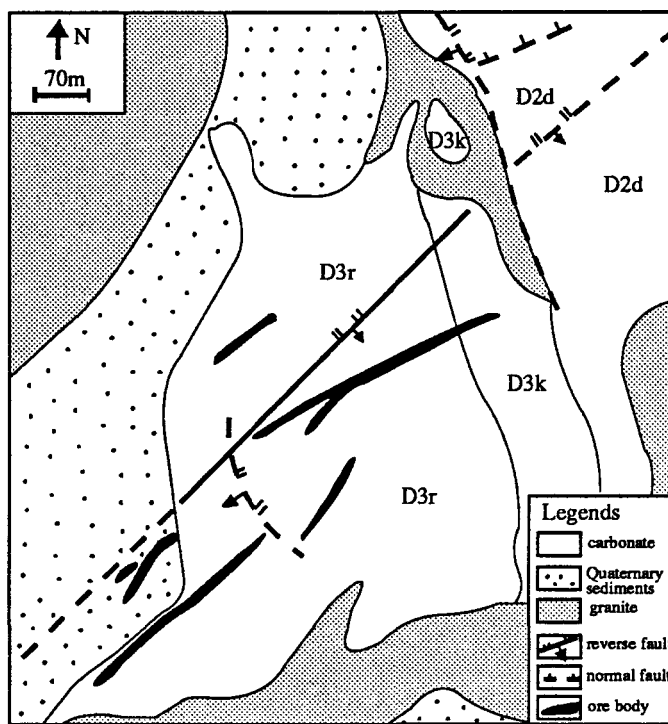 N
70m
D2d
D3k
D2d
D3r
D3k
D3r
Legends
carbonate
Quaternary
sediments
granite
reverse faul
normal fault
ore body